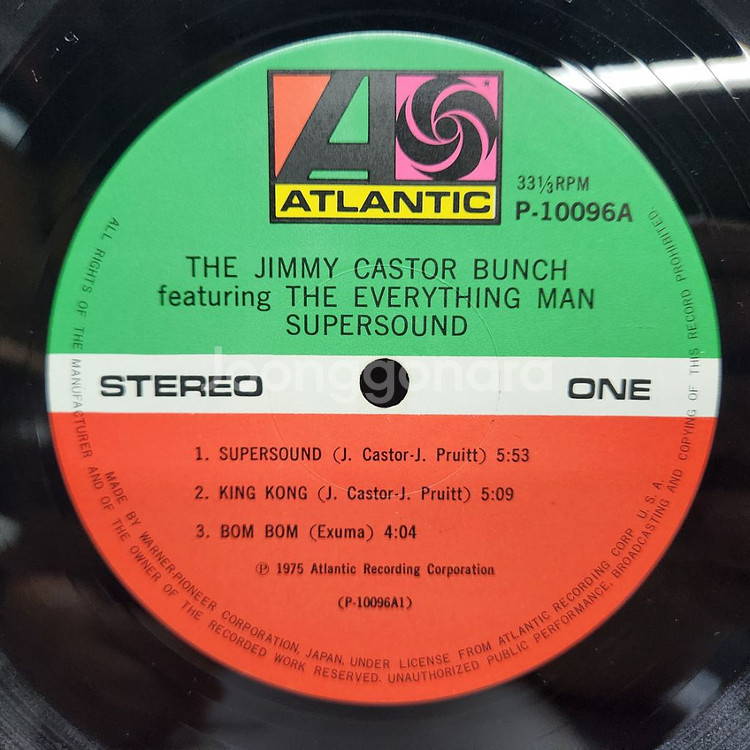 ATLANTIC
33⅓RPM
P-10096A
THE JIMMY CASTOR BUNCH
featuring THE EVERYTHING MAN
SUPERSOUND
STEREO
ONE
Joonggonara
1. SUPERSOUND (J. Castor-J. Pruitt) 5:53
2. KING KONG (J. Castor-J. Pruitt) 5:09
3. BOM BOM (Exuma) 4:04
Ⓟ 1975 Atlantic Recording Corporation
(P-10096A1)
MADE BY WARNER-PIONEER CORPORATION, JAPAN, UNDER LICENSE FROM ATLANTIC RECORDING CORP. U. S. A.
ALL RIGHTS OF THE MANUFACTURER AND OF THE OWNER OF THE RECORDED WORK RESERVED. UNAUTHORIZED PUBLIC PERFORMANCE, BROADCASTING AND COPYING OF THIS RECORD PROHIBITED.